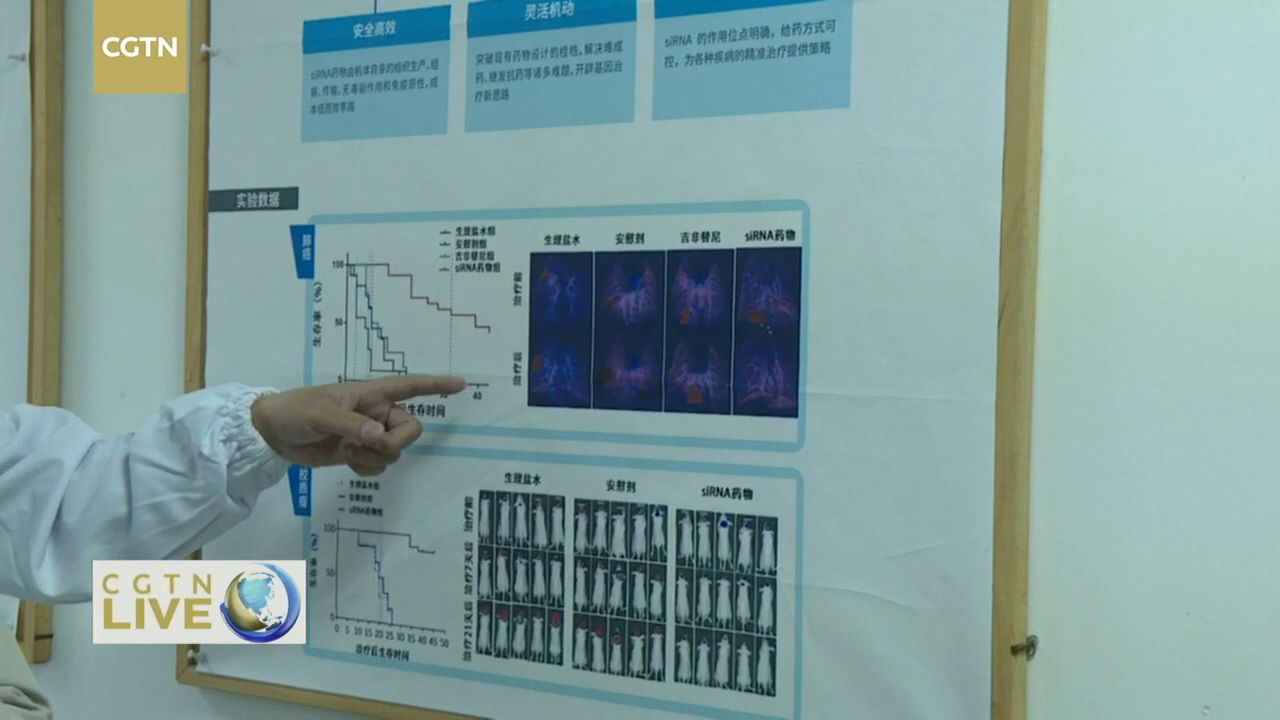 CGTN
安全高效
灵活机动
siRNA药物由机体自身的组织生产、组
装、传输，无毒副作用和免疫原性，成
本低而效率高
突破现有药物设计的桎梏，解决难成
药、继发抗药等诸多难题，开辟基因治
疗新思路
siRNA 的作用位点明确，给药方式可
控，为各种疾病的精准治疗提供策略
实验数据
肺癌
生理盐水组
安慰剂组
吉非替尼组
siRNA药物组
100
50
生存率（%）
40
后生存时间
生理盐水 安慰剂 吉非替尼 siRNA药物
治疗前
治疗后
胶质瘤
生理盐水组
安慰剂组
siRNA药物组
100
50
0
生存率（%）
0 5 10 15 20 25 30 35 40 45 50
治疗后生存时间
生理盐水 安慰剂 siRNA药物
治疗前
治疗7天后
治疗21天后
CGTN
LIVE